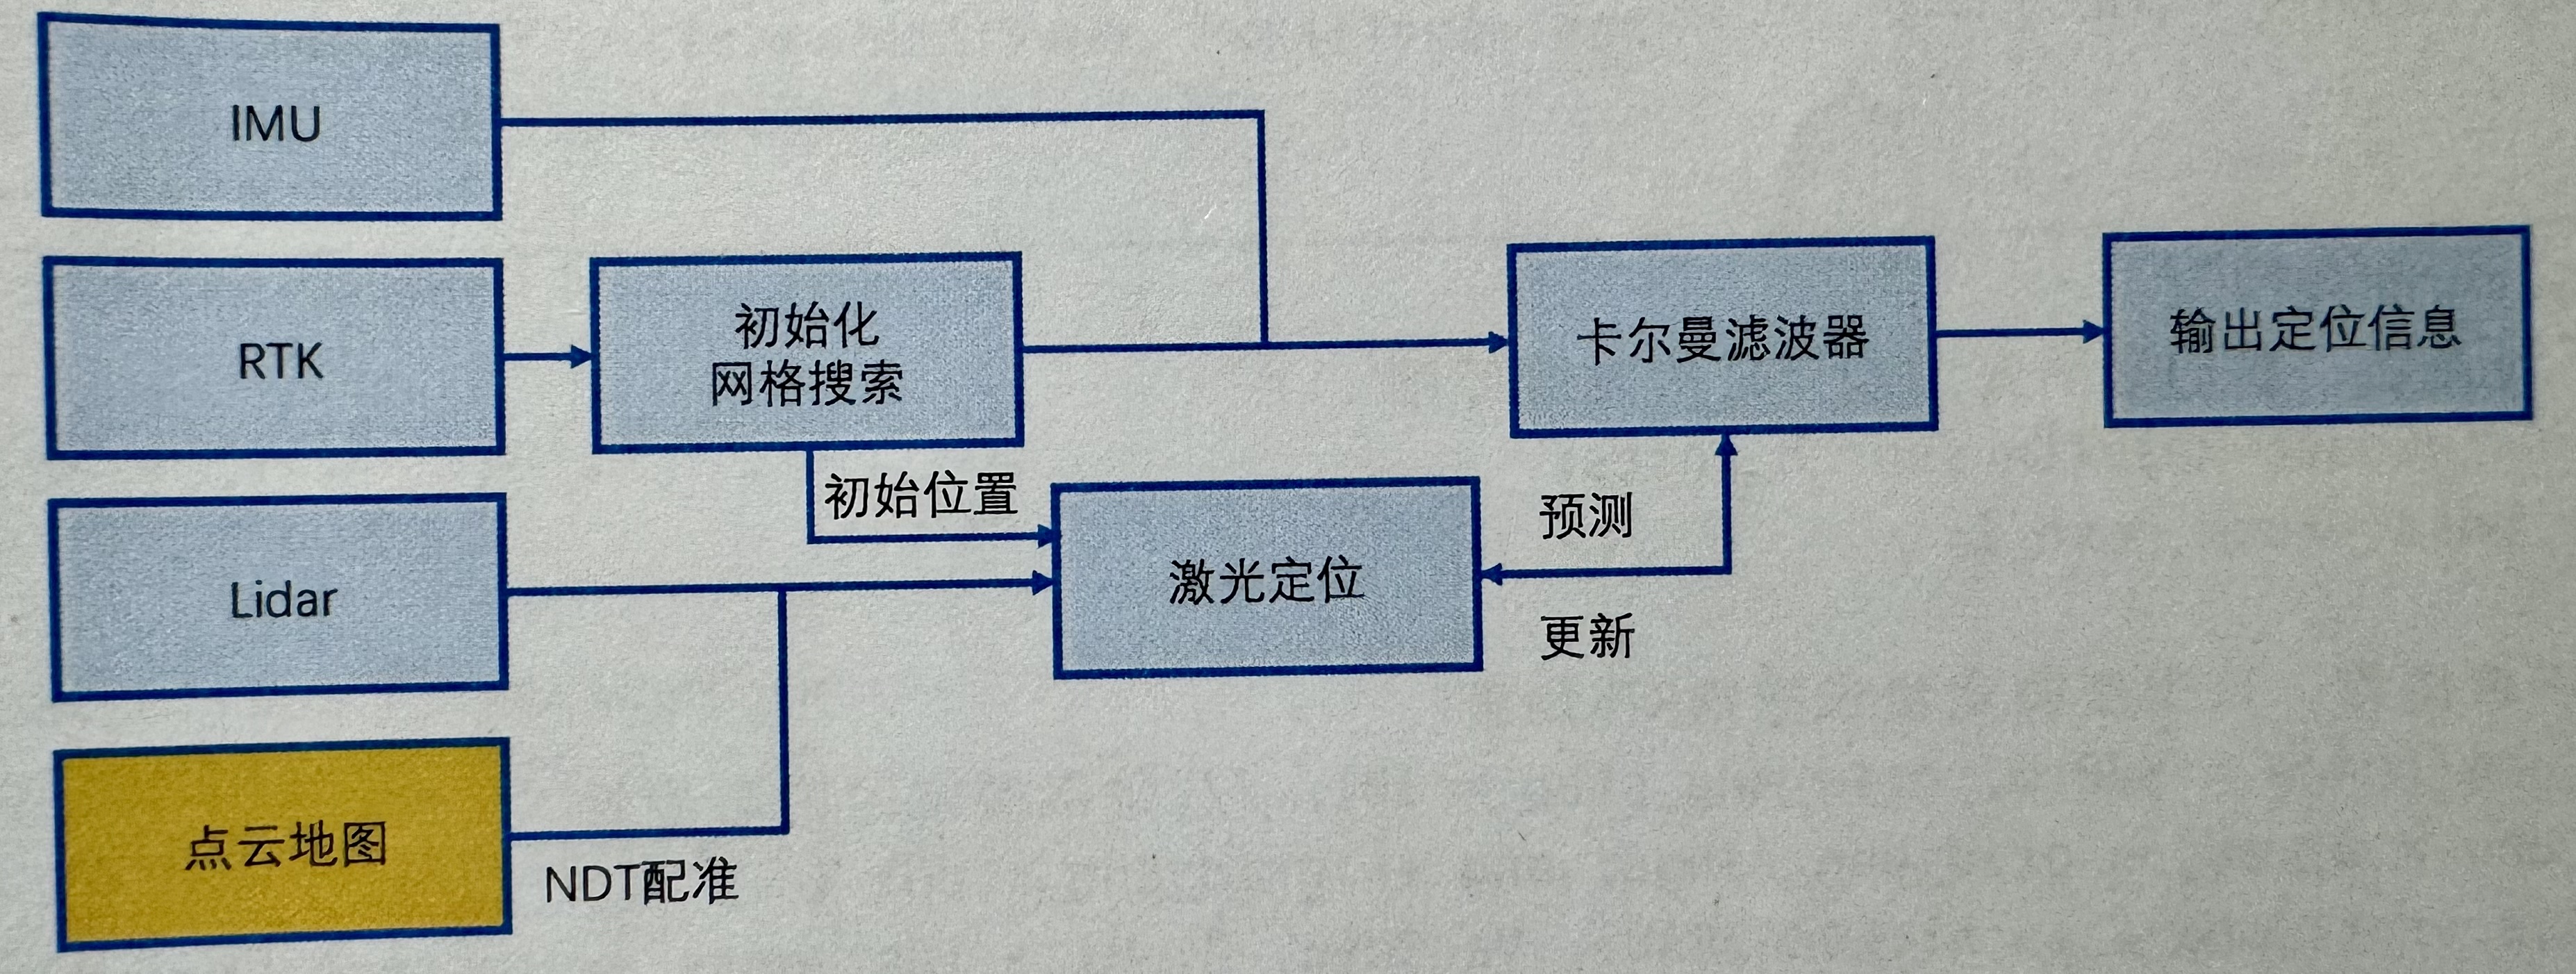 IMU
RTK
初始化
网格搜索
卡尔曼滤波器
输出定位信息
初始位置
Lidar
激光定位
预测
更新
点云地图
NDT配准